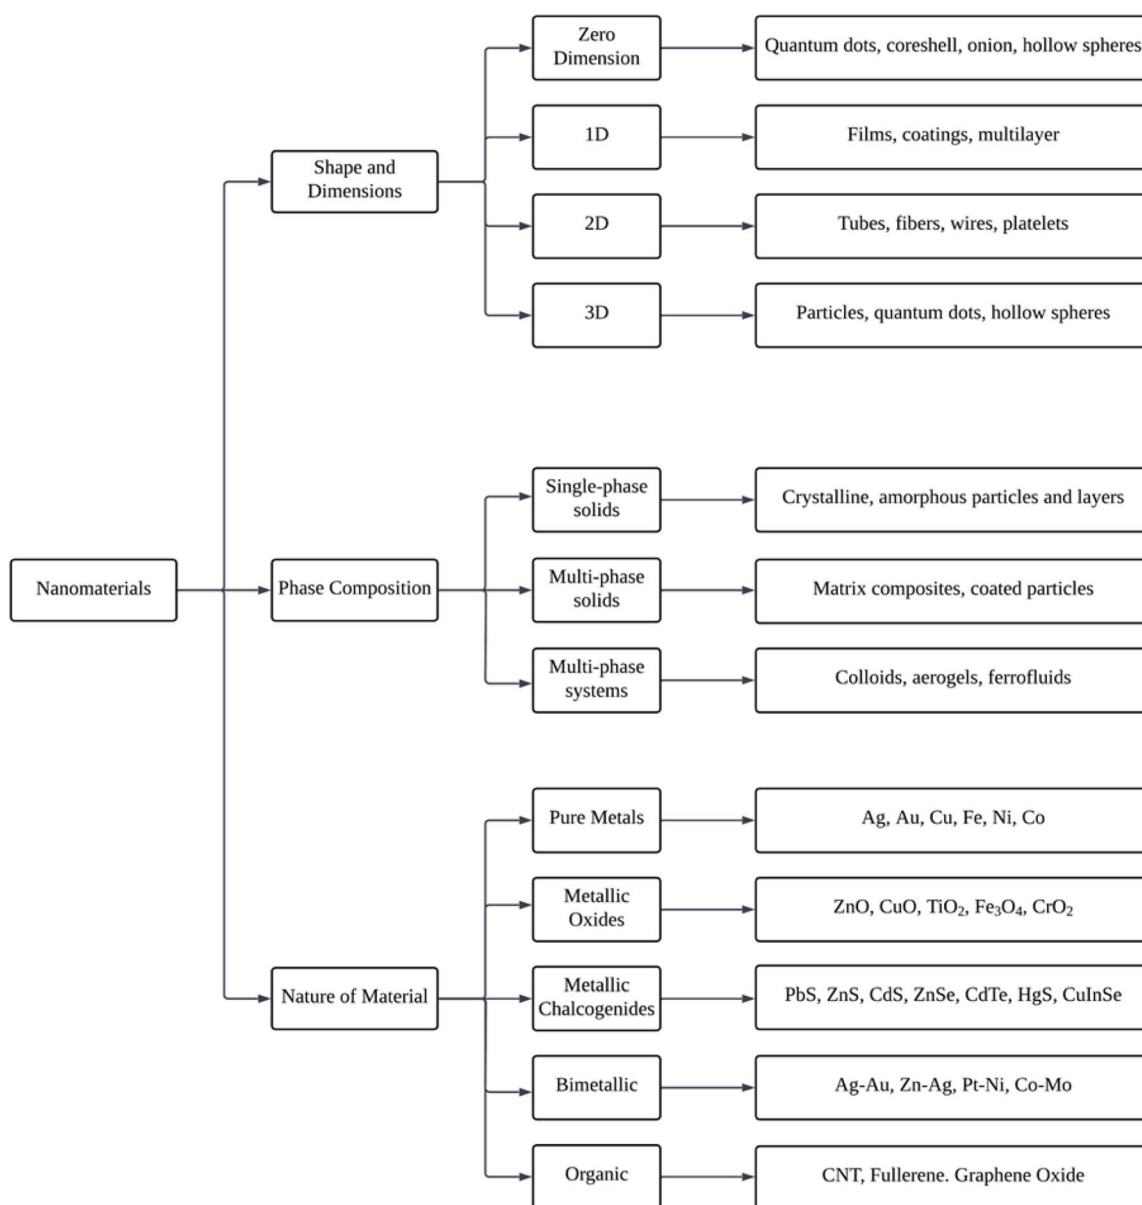 Zero
Dimension
Quantum dots, coreshell, onion, hollow spheres
1D
Films, coatings, multilayer
Shape and
Dimensions
2D
Tubes, fibers, wires, platelets
3D
Particles, quantum dots, hollow spheres
Nanomaterials
Phase Composition
Single-phase
solids
Crystalline, amorphous particles and layers
Multi-phase
solids
Matrix composites, coated particles
Multi-phase
systems
Colloids, aerogels, ferrofluids
Nature of Material
Pure Metals
Ag, Au, Cu, Fe, Ni, Co
Metallic
Oxides
ZnO, CuO, TiO₂, Fe₃O₄, CrO₂
Metallic
Chalcogenides
PbS, ZnS, CdS, ZnSe, CdTe, HgS, CuInSe
Bimetallic
Ag-Au, Zn-Ag, Pt-Ni, Co-Mo
Organic
CNT, Fullerene. Graphene Oxide